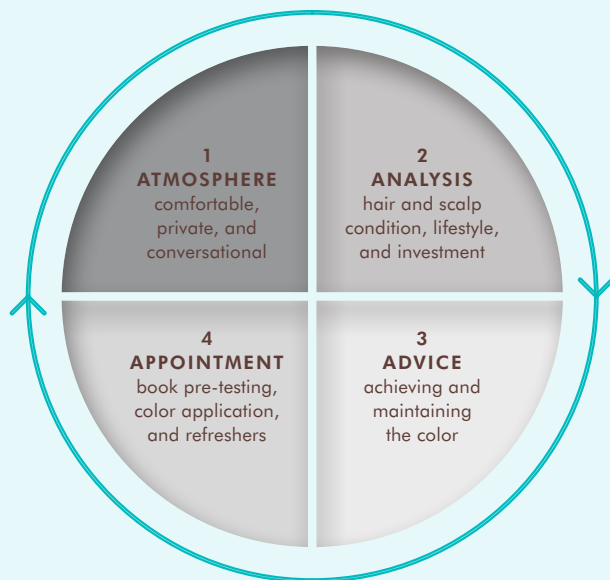 1
ATMOSPHERE
comfortable,
private, and
conversational
2
ANALYSIS
hair and scalp
condition, lifestyle,
and investment
3
ADVICE
achieving and
maintaining
the color
4
APPOINTMENT
book pre-testing,
color application,
and refreshers